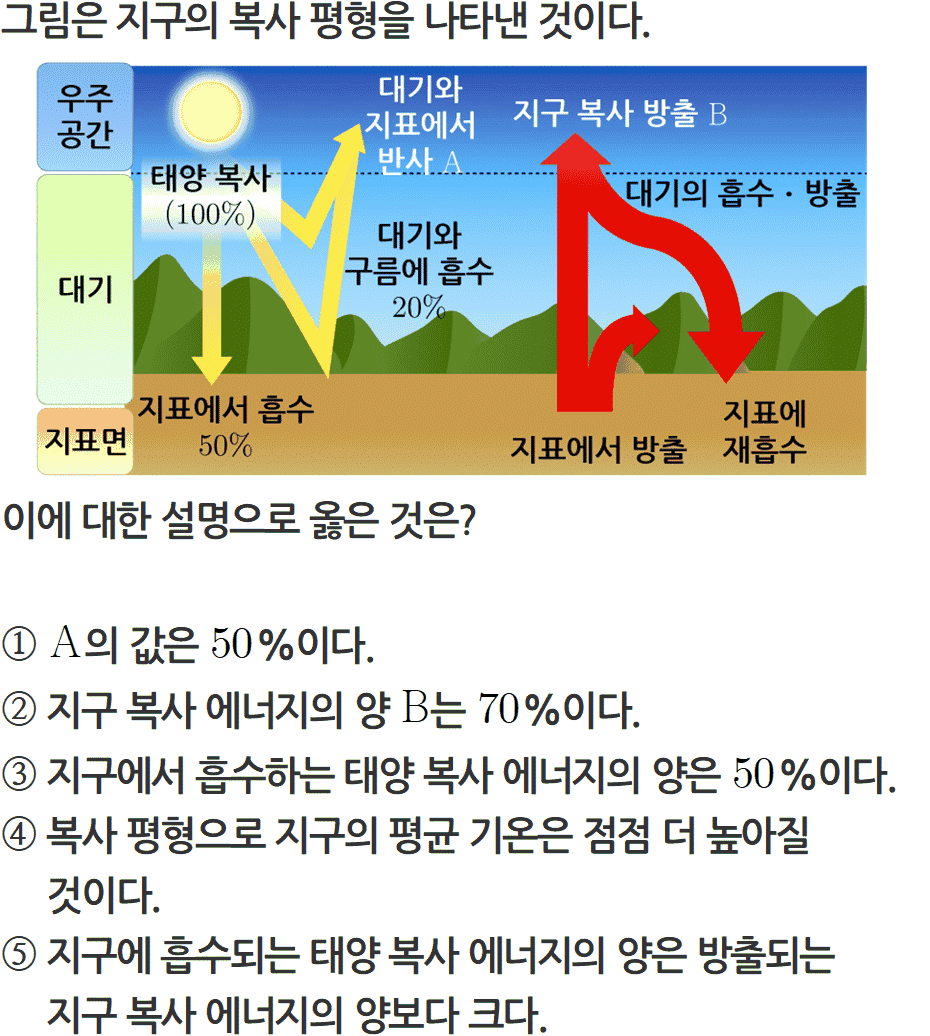 그림은 지구의 복사 평형을 나타낸 것이다.
우주
공간
대기
지표면
태양 복사
(100%)
대기와
지표에서
반사 A
대기와
구름에 흡수
20%
지표에서 흡수
50%
지구 복사 방출 B
대기의 흡수 · 방출
지표에서 방출
지표에
재흡수
이에 대한 설명으로 옳은 것은?
① A의 값은 50%이다.
② 지구 복사 에너지의 양 B는 70%이다.
③ 지구에서 흡수하는 태양 복사 에너지의 양은 50%이다.
④ 복사 평형으로 지구의 평균 기온은 점점 더 높아질
것이다.
⑤ 지구에 흡수되는 태양 복사 에너지의 양은 방출되는
지구 복사 에너지의 양보다 크다.